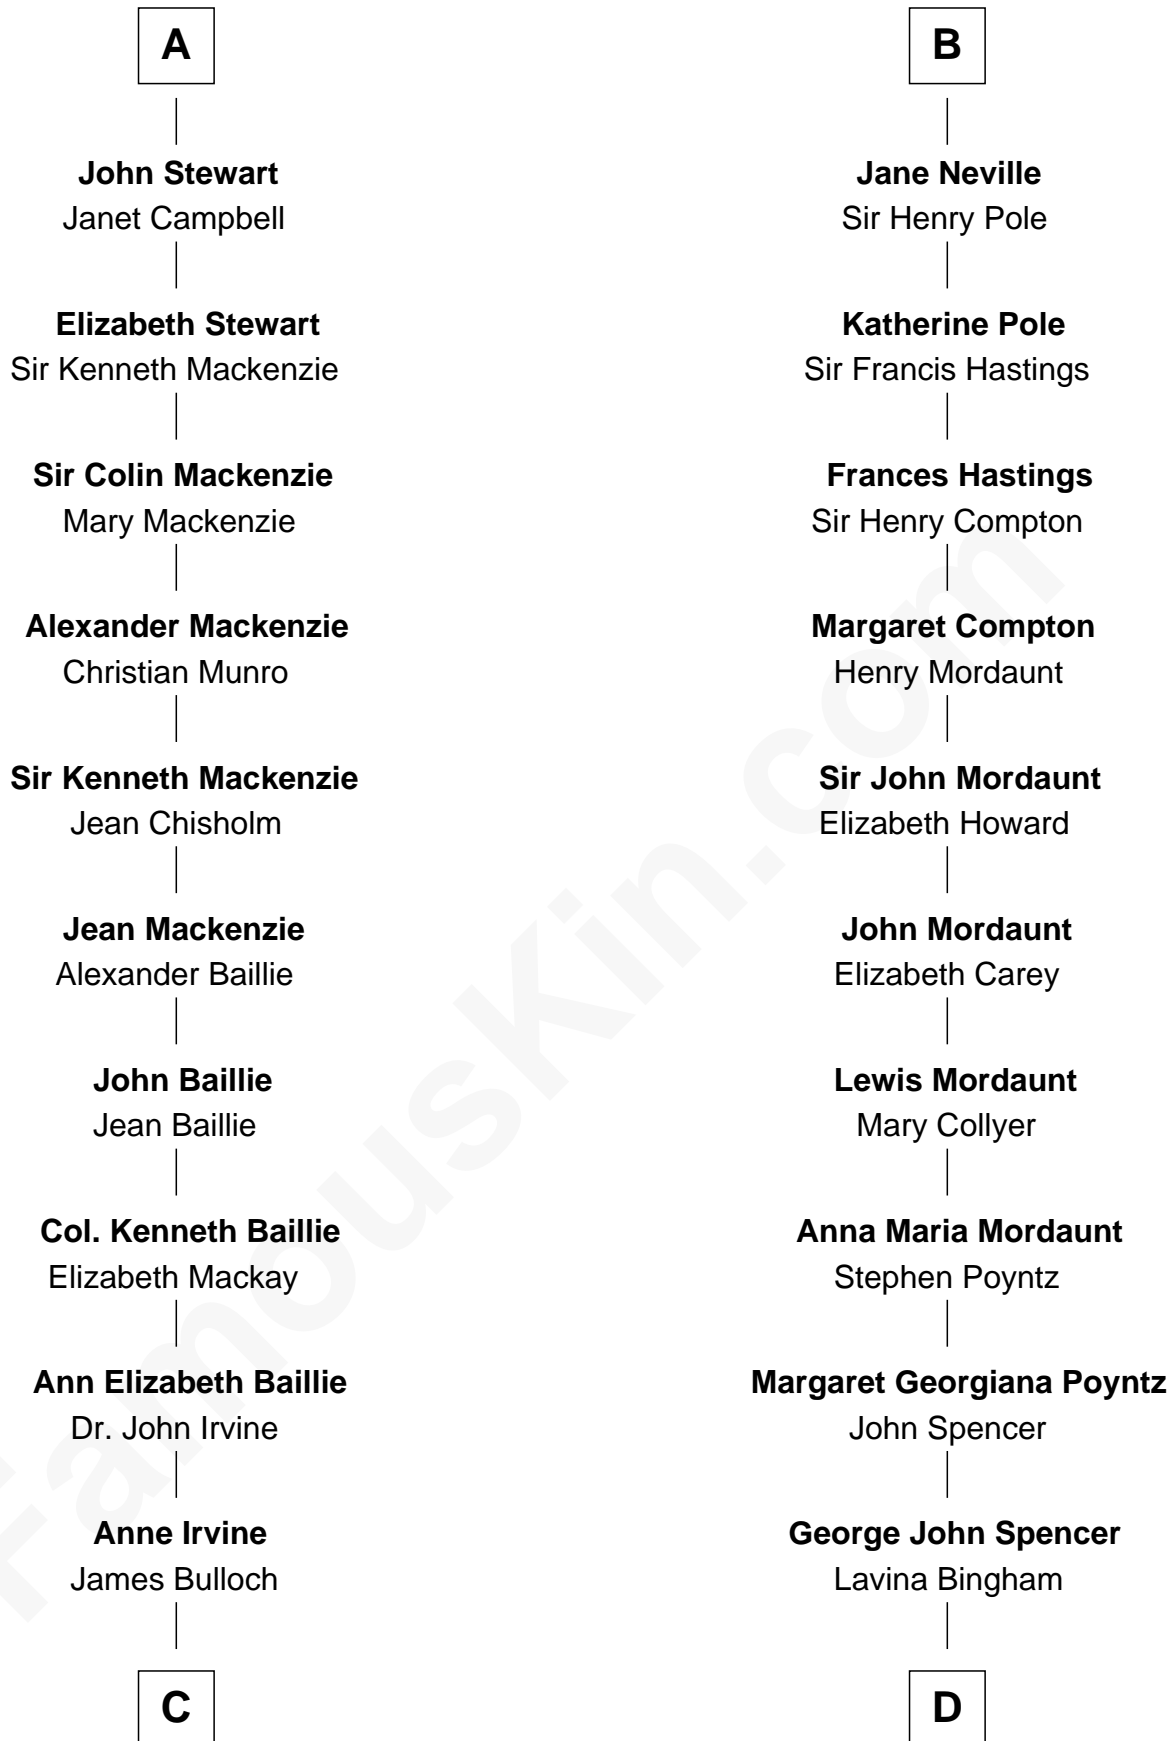 A
John Stewart
Janet Campbell
Elizabeth Stewart
Sir Kenneth Mackenzie
Sir Colin Mackenzie
Mary Mackenzie
Alexander Mackenzie
Christian Munro
Sir Kenneth Mackenzie
Jean Chisholm
Jean Mackenzie
Alexander Baillie
John Baillie
Jean Baillie
Col. Kenneth Baillie
Elizabeth Mackay
Ann Elizabeth Baillie
Dr. John Irvine
Anne Irvine
James Bulloch
C
B
Jane Neville
Sir Henry Pole
Katherine Pole
Sir Francis Hastings
Frances Hastings
Sir Henry Compton
Margaret Compton
Henry Mordaunt
Sir John Mordaunt
Elizabeth Howard
John Mordaunt
Elizabeth Carey
Lewis Mordaunt
Mary Collyer
Anna Maria Mordaunt
Stephen Poyntz
Margaret Georgiana Poyntz
John Spencer
George John Spencer
Lavina Bingham
D
FamousKin.com